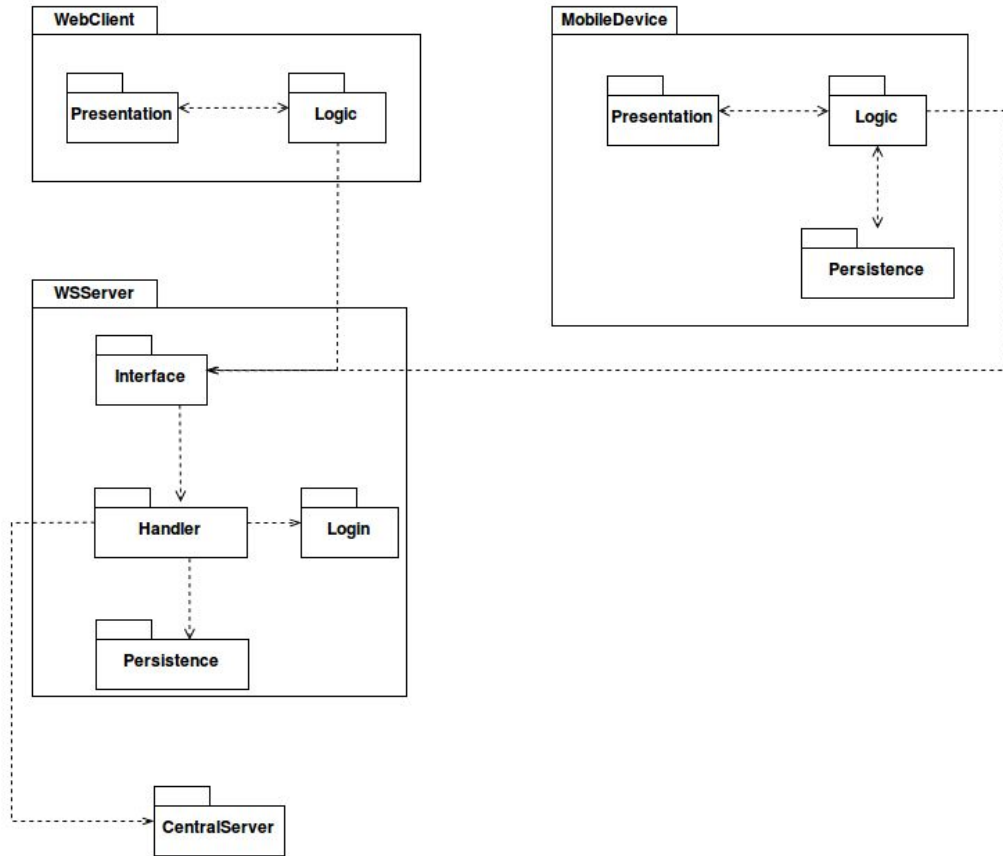 WebClient
Presentation
Logic
MobileDevice
Presentation
Logic
Persistence
WSServer
Interface
Handler
Login
Persistence
CentralServer